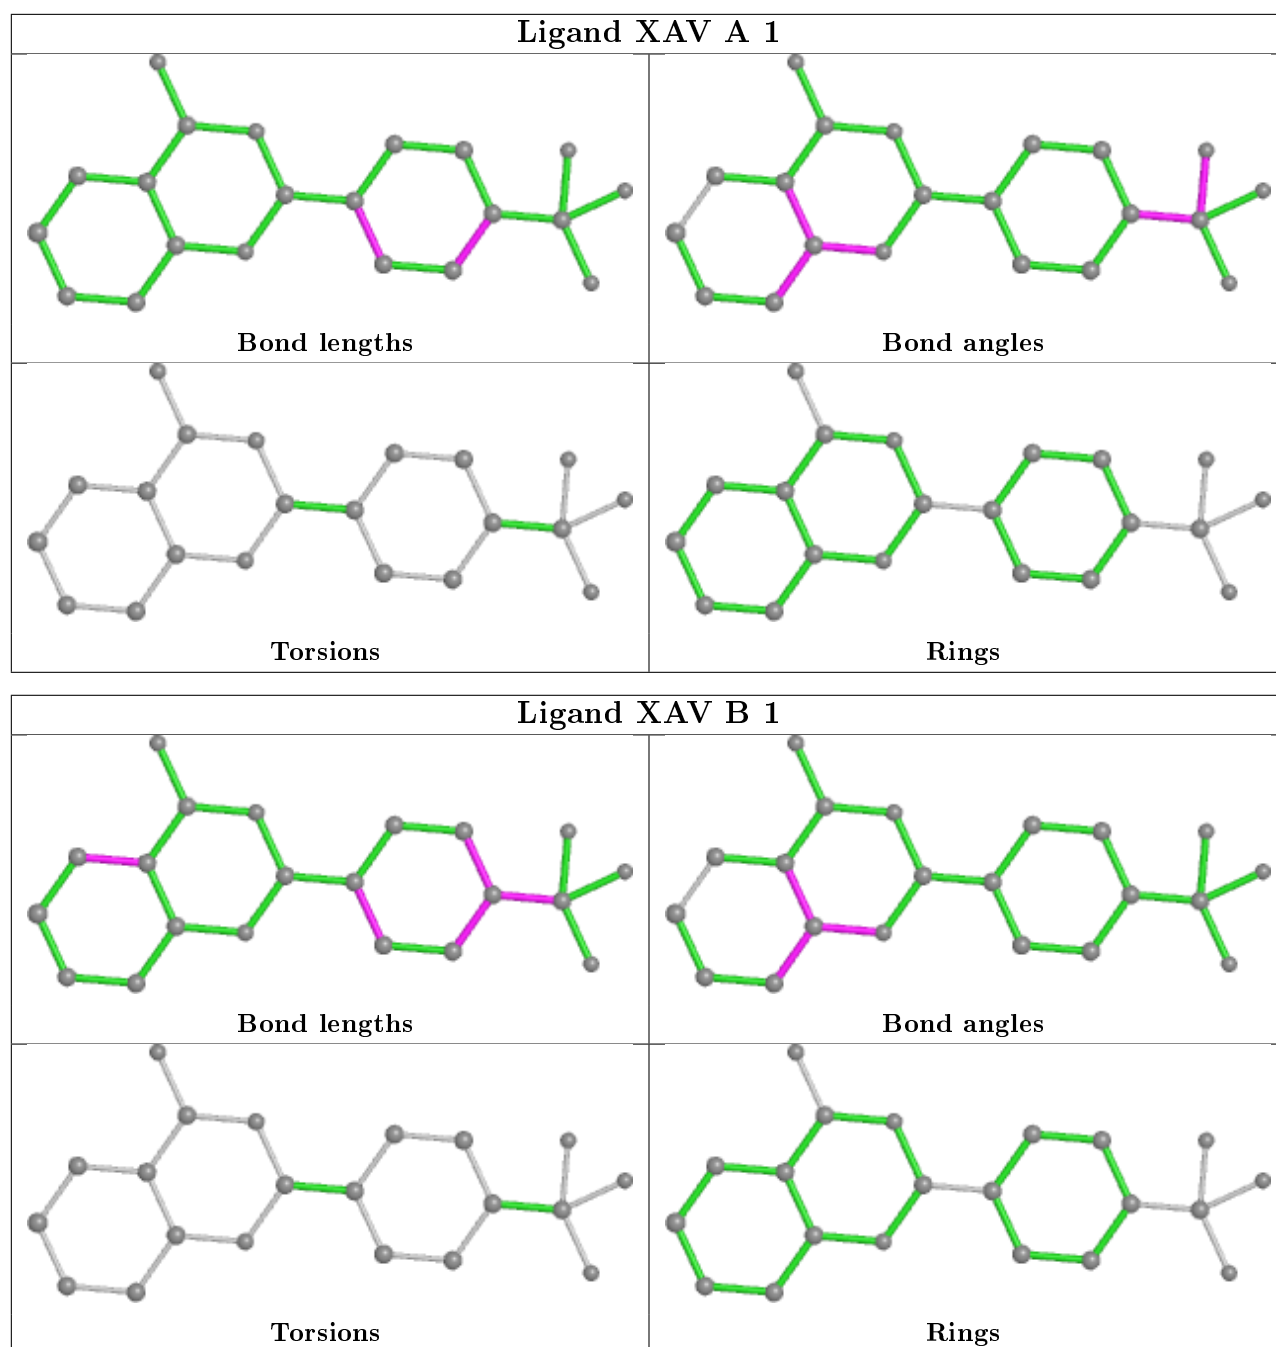 Ligand XAV A 1
Bond lengths
Bond angles
Torsions
Rings
Ligand XAV B 1
Bond lengths
Bond angles
Torsions
Rings